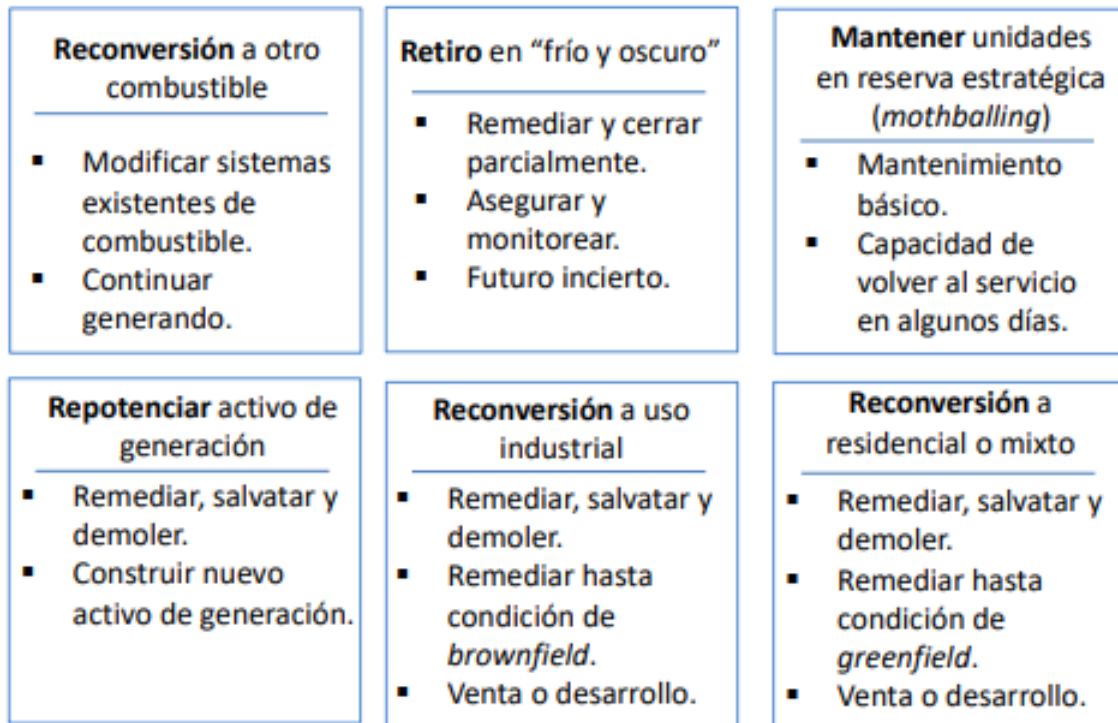 Reconversión a otro
combustible
▪ Modificar sistemas
existentes de
combustible.
▪ Continuar
generando.
Retiro en “frío y oscuro”
▪ Remediar y cerrar
parcialmente.
▪ Asegurar y
monitorear.
▪ Futuro incierto.
Mantener unidades
en reserva estratégica
(mothballing)
▪ Mantenimiento
básico.
▪ Capacidad de
volver al servicio
en algunos días.
Repotenciar activo de
generación
▪ Remediar, salvatar y
demoler.
▪ Construir nuevo
activo de generación.
Reconversión a uso
industrial
▪ Remediar, salvatar y
demoler.
▪ Remediar hasta
condición de
brownfield.
▪ Venta o desarrollo.
Reconversión a
residencial o mixto
▪ Remediar, salvatar y
demoler.
▪ Remediar hasta
condición de
greenfield.
▪ Venta o desarrollo.